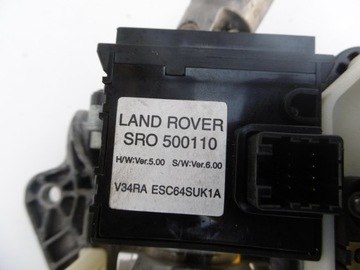 LAND ROVER
SRO 500110
H/W:Ver.5.00 S/W:Ver.6.00
V34RA ESC64SUK1A